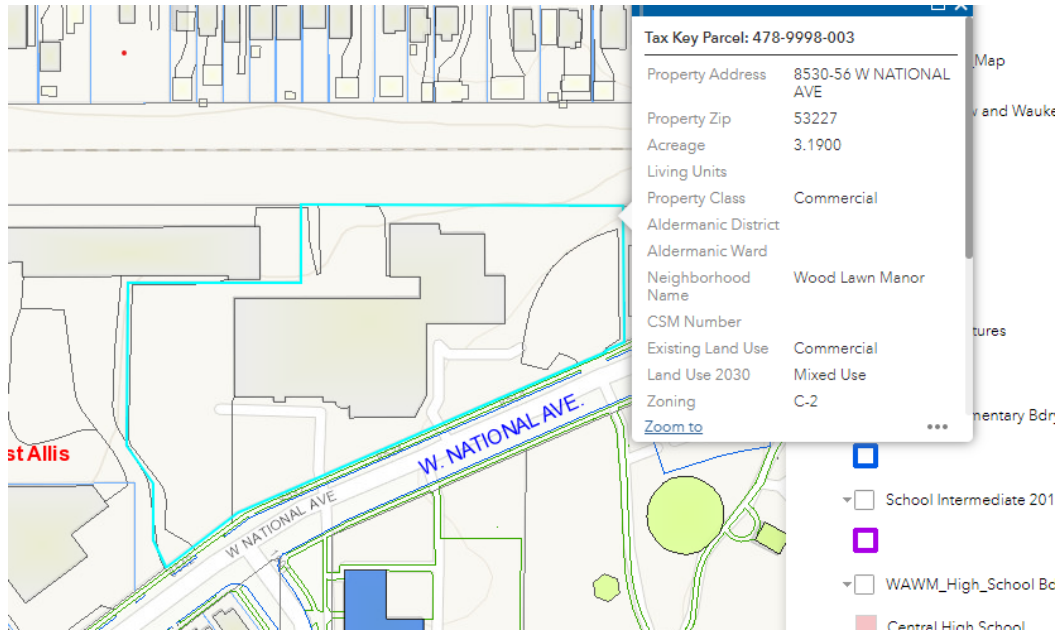 Tax Key Parcel: 478-9998-003
Property Address 8530-56 W NATIONAL
AVE
Property Zip 53227
Acreage 3.1900
Living Units
Property Class Commercial
Aldermanic District
Aldermanic Ward
Neighborhood Wood Lawn Manor
Name
CSM Number
Existing Land Use Commercial
Land Use 2030 Mixed Use
Zoning C-2
Zoom to
W. NATIONAL AVE.
W NATIONAL AVE
st Allis
_Map
and Wauke
tures
mentary Bdry
School Intermediate 201
WAWM_High_School Bo
Central High School